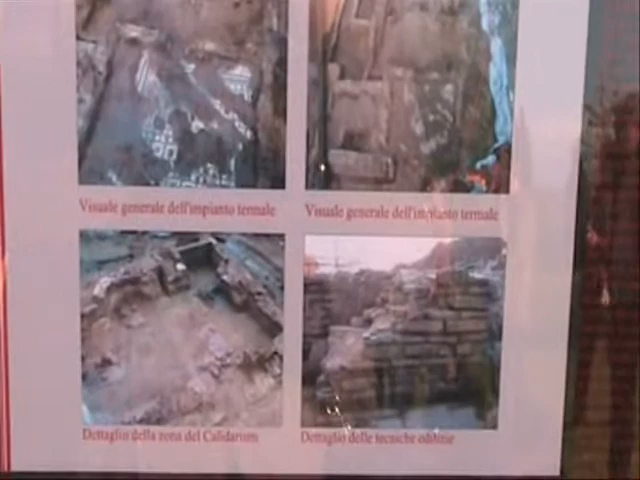 Visuale generale dell'impianto termale
Visuale generale dell'impianto termale
Dettaglio della zona del Calidarium
Dettaglio delle tecniche edilizie